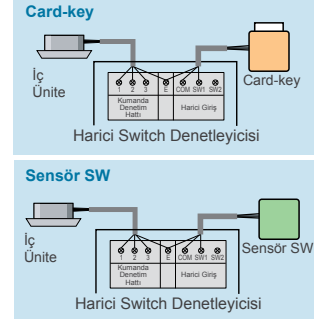 Card-key
İç
Ünite
Card-key
1 2 3 E COM SW1 SW2
Kumanda
Denetim
Hattı
Harici Giriş
Harici Switch Denetleyicisi
Sensör SW
İç
Ünite
Sensör SW
1 2 3 E COM SW1 SW2
Kumanda
Denetim
Hattı
Harici Giriş
Harici Switch Denetleyicisi